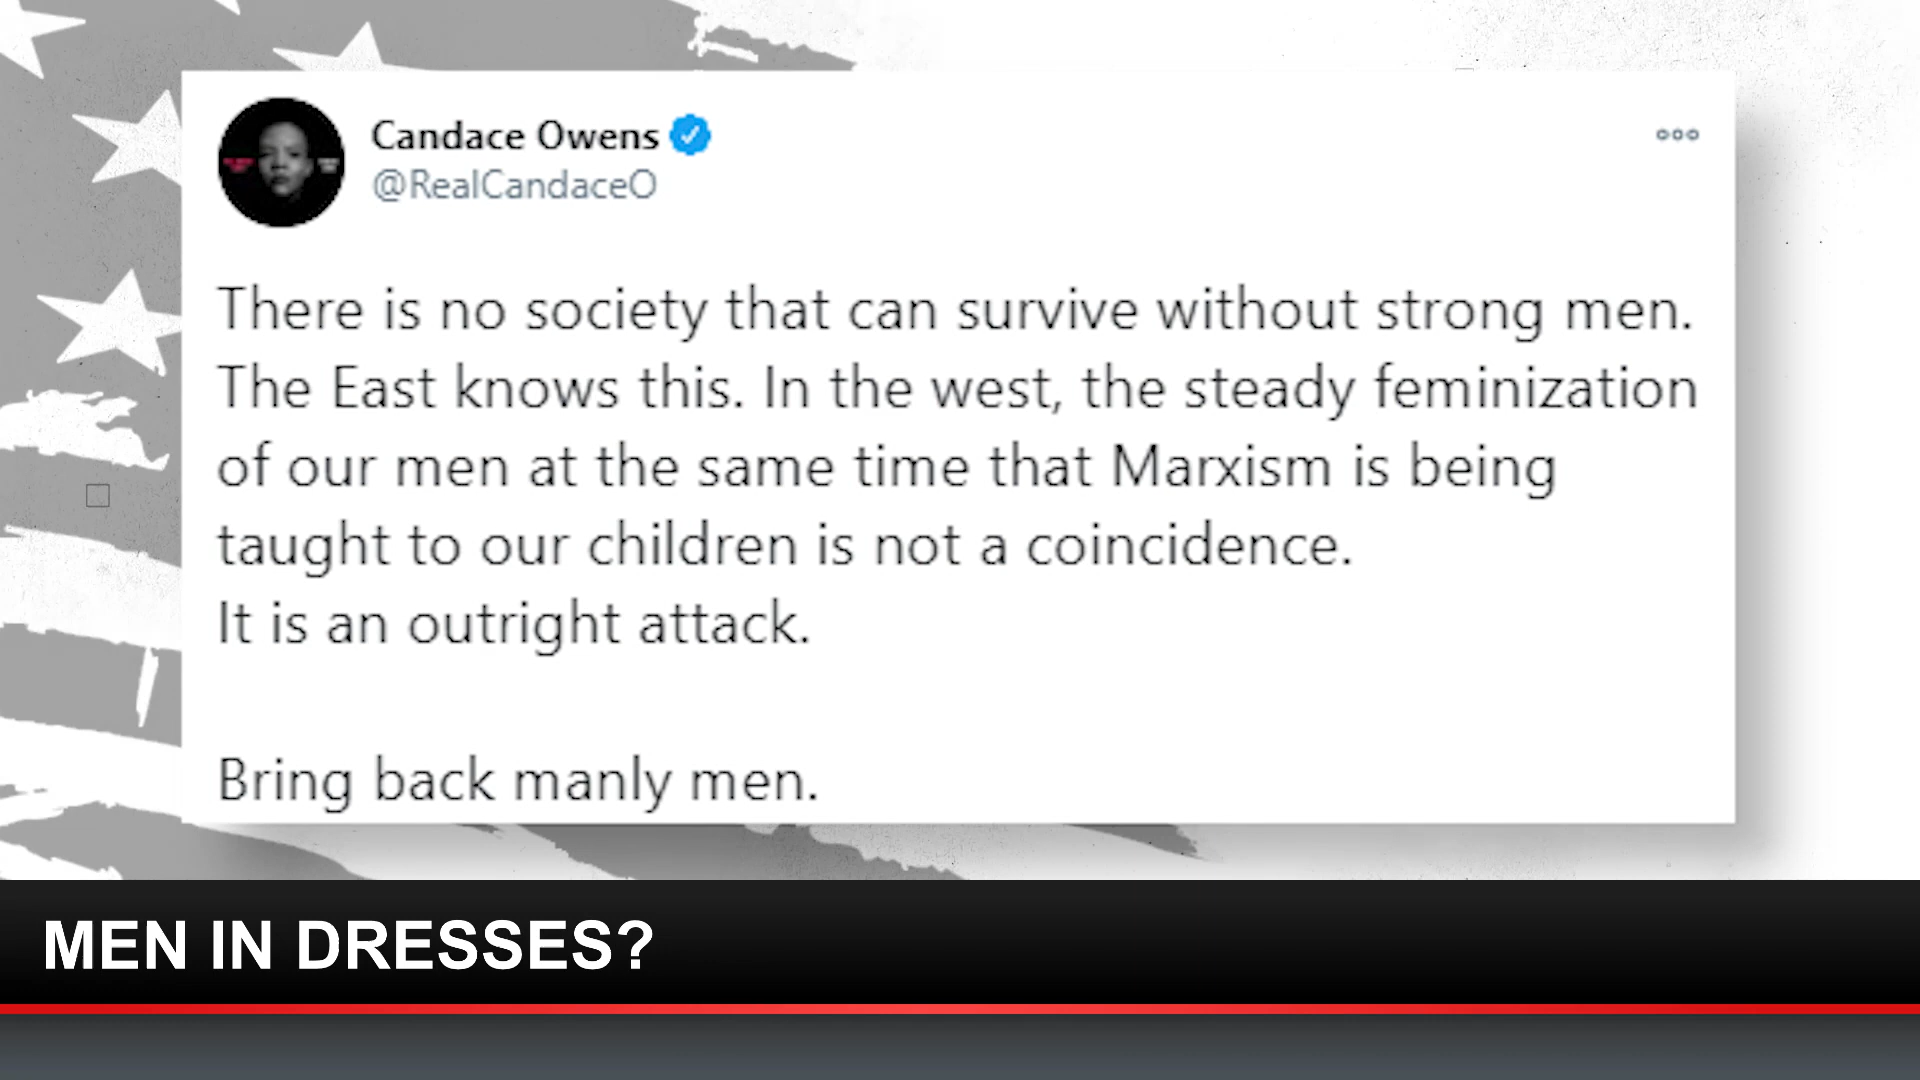 Candace Owens
@RealCandaceO
There is no society that can survive without strong men.
The East knows this. In the west, the steady feminization
of our men at the same time that Marxism is being
taught to our children is not a coincidence.
It is an outright attack.
Bring back manly men.
MEN IN DRESSES?